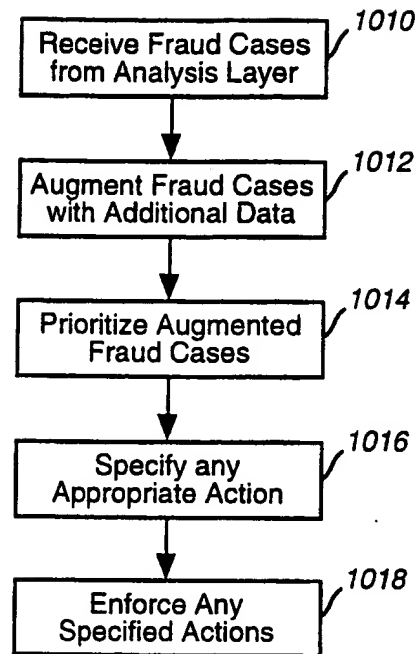 1010
Receive Fraud Cases
from Analysis Layer
1012
Augment Fraud Cases
with Additional Data
1014
Prioritize Augmented
Fraud Cases
1016
Specify any
Appropriate Action
1018
Enforce Any
Specified Actions